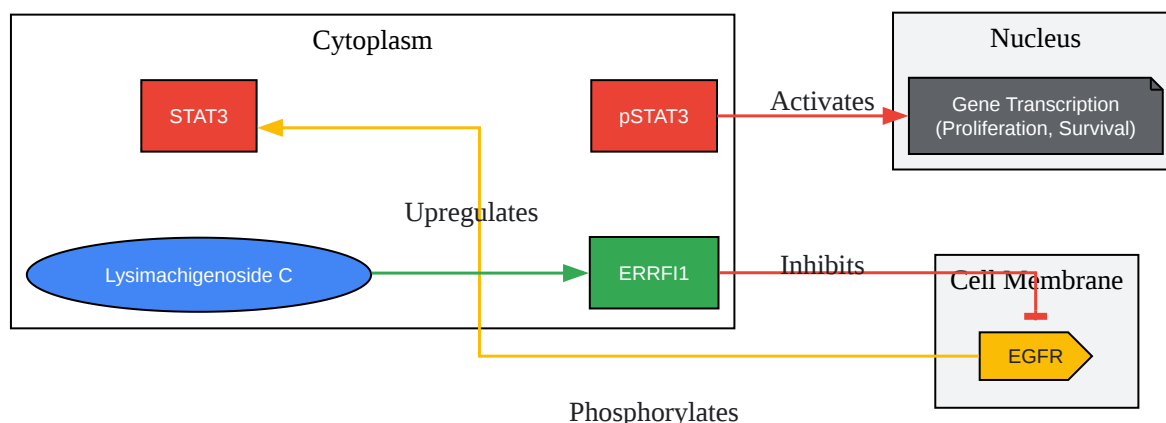 Cytoplasm
Nucleus
STAT3
pSTAT3
Activates
Gene Transcription
(Proliferation, Survival)
Upregulates
Lysimachigenoside C
ERRFI1
Inhibits
Cell Membrane
EGFR
Phosphorylates